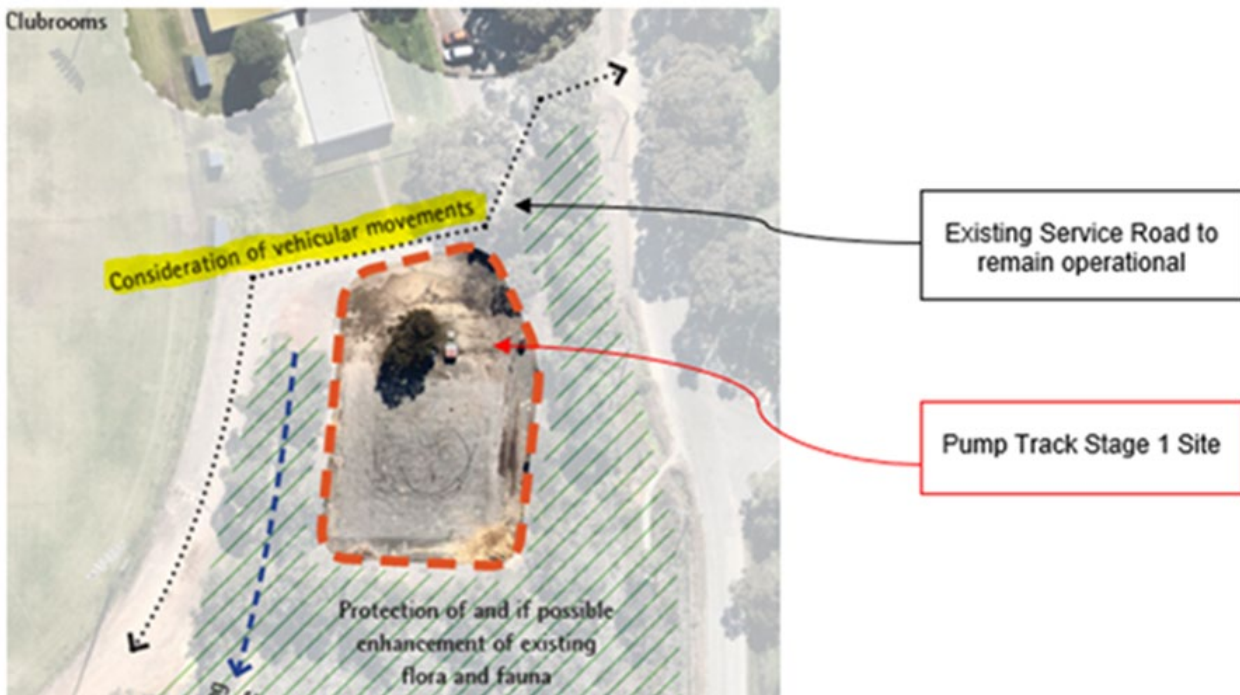 Clubrooms
Consideration of vehicular movements
Existing Service Road to
remain operational
Pump Track Stage 1 Site
Protection of and if possible
enhancement of existing
flora and fauna